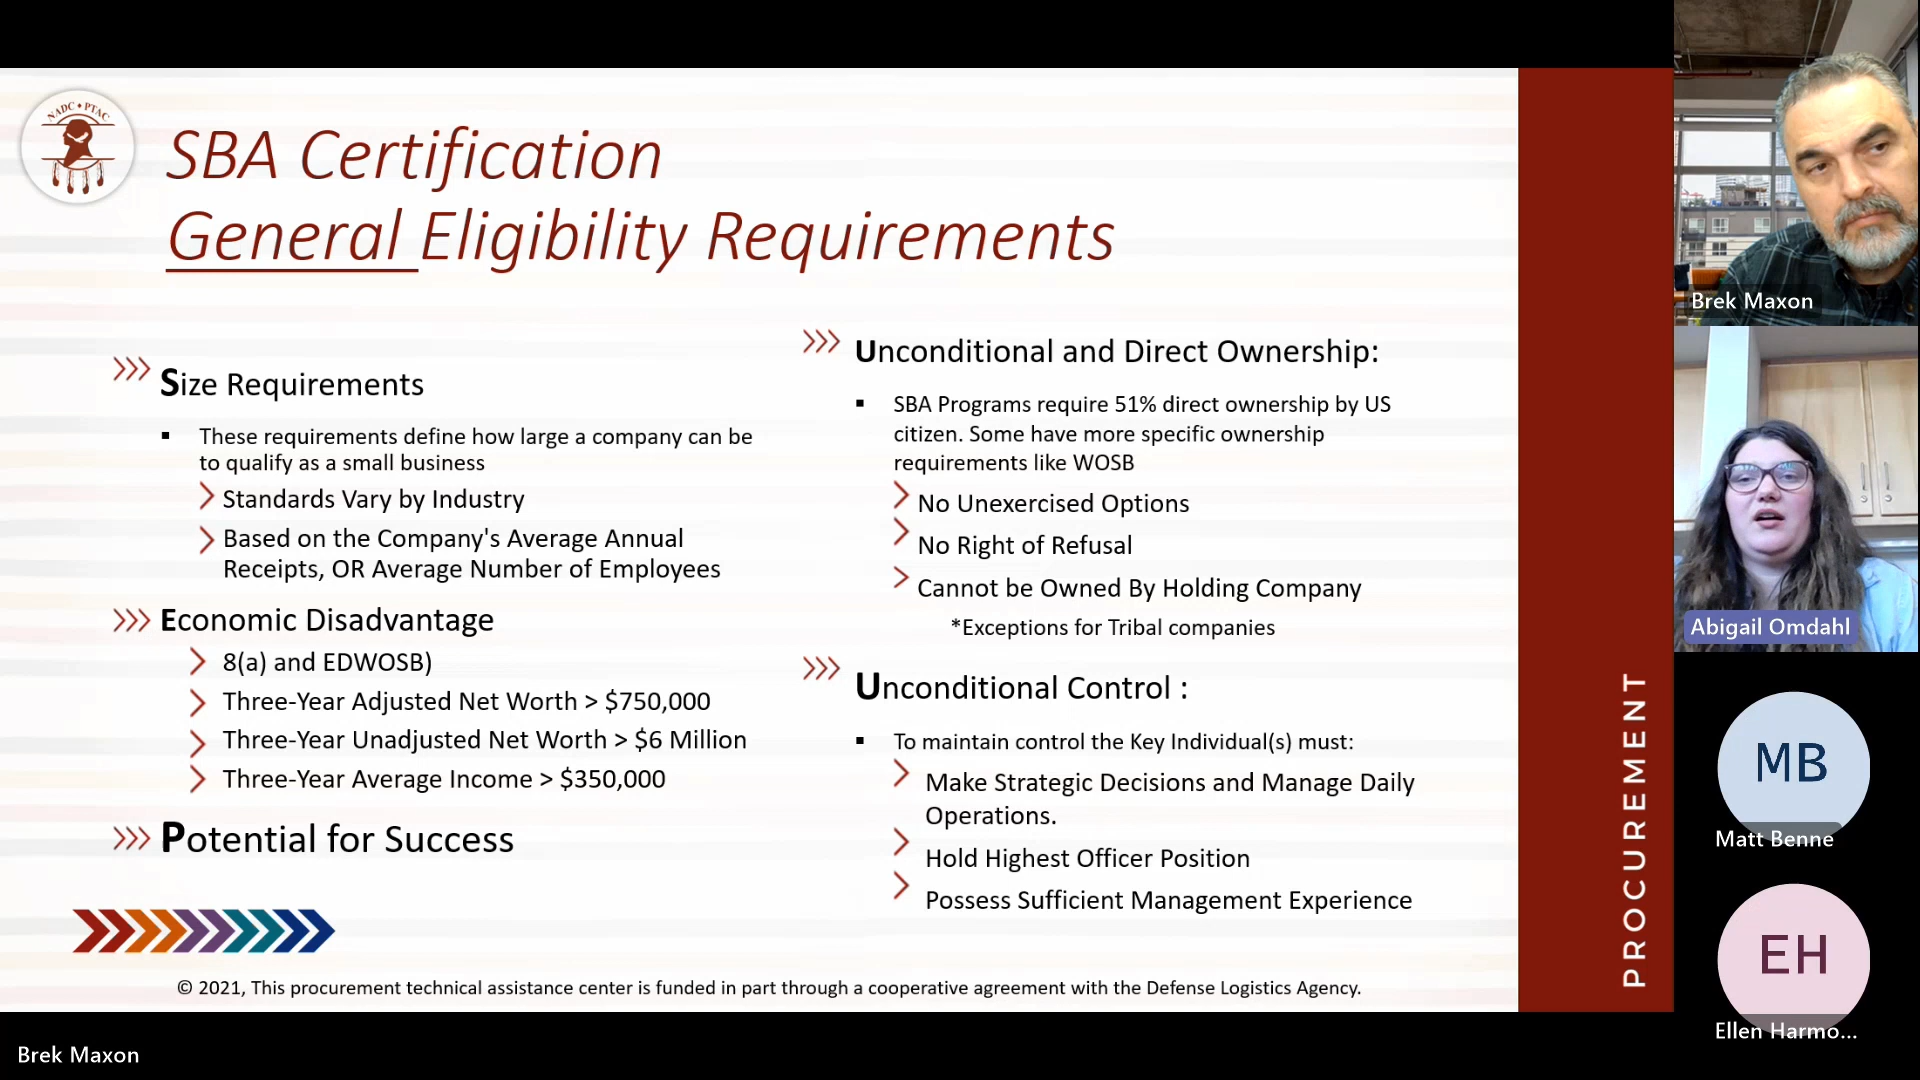 NADC ♦ PTAC
SBA Certification
General Eligibility Requirements
Size Requirements
▪ These requirements define how large a company can be
to qualify as a small business
Standards Vary by Industry
Based on the Company's Average Annual
Receipts, OR Average Number of Employees
Economic Disadvantage
8(a) and EDWOSB)
Three-Year Adjusted Net Worth > $750,000
Three-Year Unadjusted Net Worth > $6 Million
Three-Year Average Income > $350,000
Potential for Success
Unconditional and Direct Ownership:
▪ SBA Programs require 51% direct ownership by US
citizen. Some have more specific ownership
requirements like WOSB
No Unexercised Options
No Right of Refusal
Cannot be Owned By Holding Company
*Exceptions for Tribal companies
Unconditional Control :
▪ To maintain control the Key Individual(s) must:
Make Strategic Decisions and Manage Daily
Operations.
Hold Highest Officer Position
Possess Sufficient Management Experience
© 2021, This procurement technical assistance center is funded in part through a cooperative agreement with the Defense Logistics Agency.
PROCUREMENT
Brek Maxon
Abigail Omdahl
MB
Matt Benne
EH
Ellen Harmo...
Brek Maxon